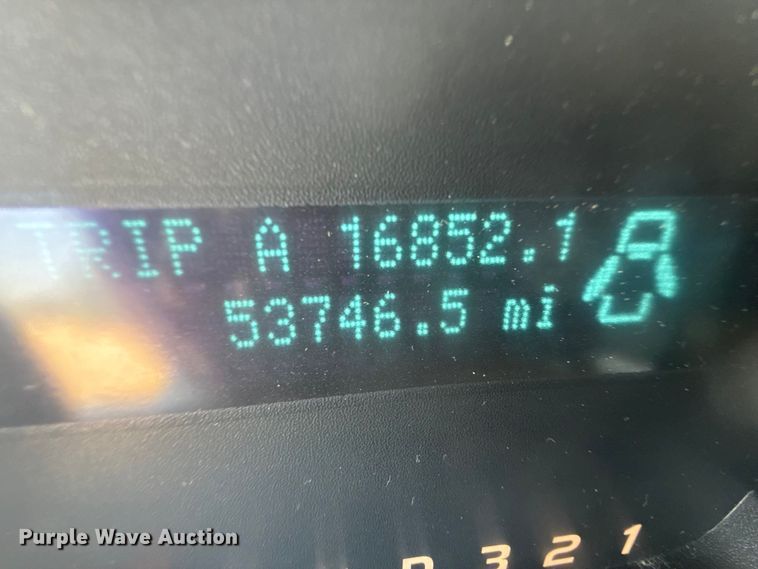 TRIP A 16852.1
53746.5 mi
3 2 1
Purple Wave Auction